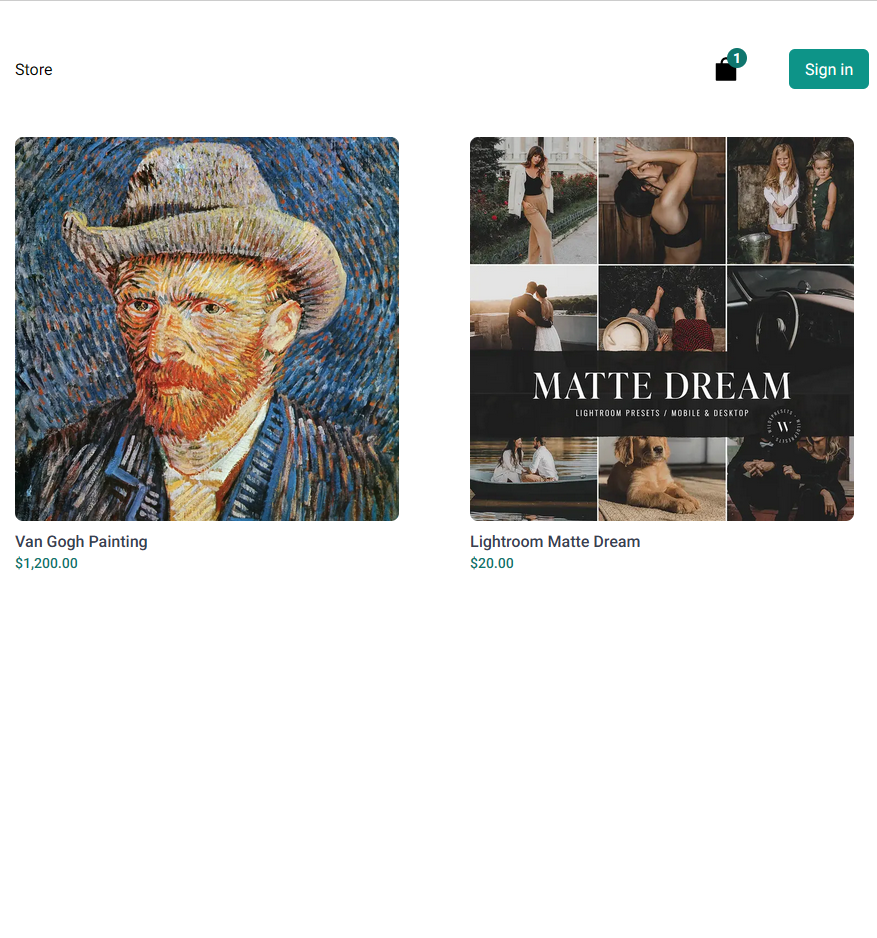 Store
1
Sign in
MATTE DREAM
LIGHTROOM PRESETS / MOBILE & DESKTOP
W
Van Gogh Painting
Lightroom Matte Dream
$1,200.00
$20.00